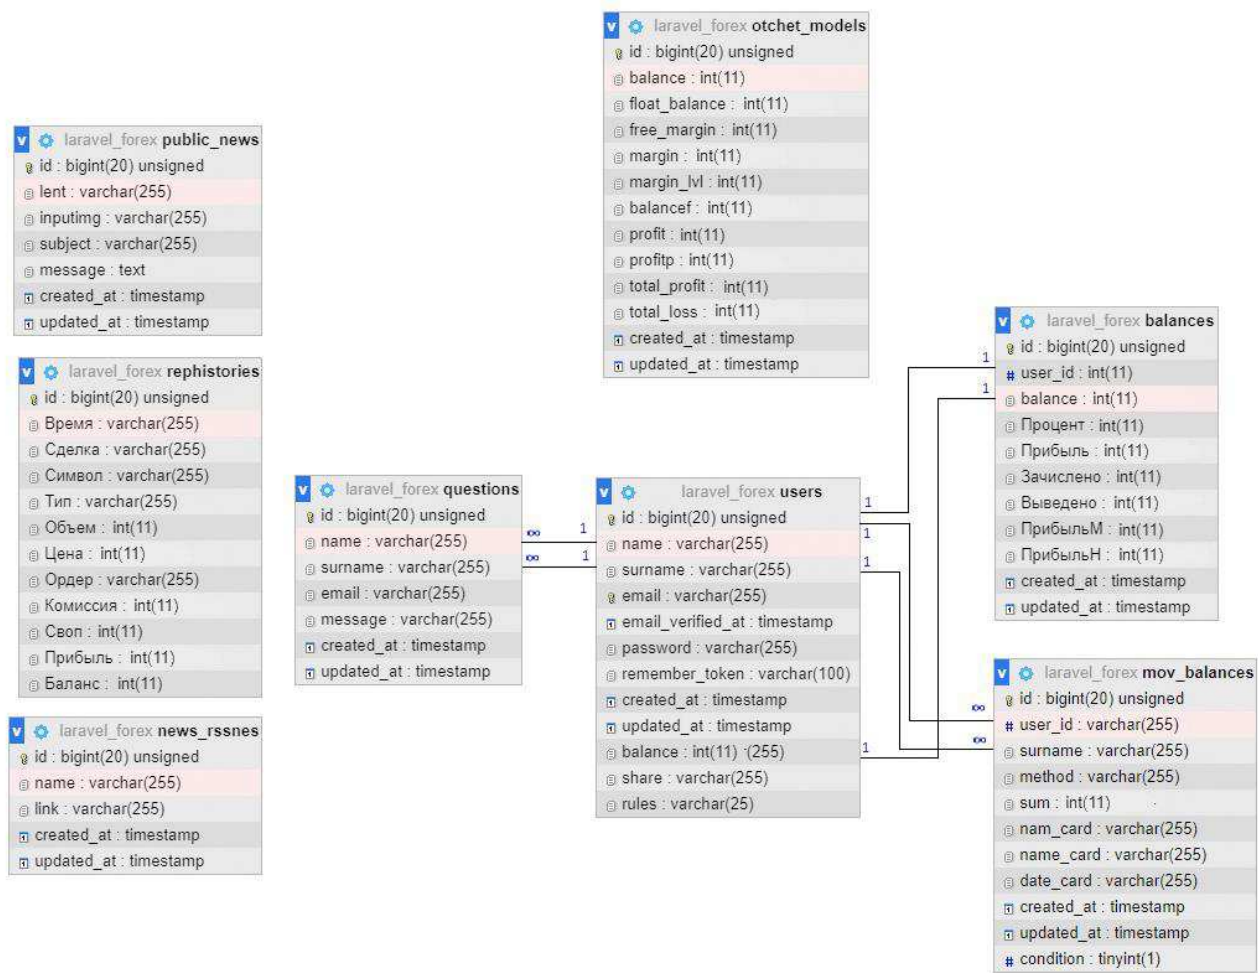 laravel_forex otchet_models
id : bigint(20) unsigned
balance : int(11)
float_balance : int(11)
free_margin : int(11)
margin : int(11)
margin_lvl : int(11)
balancef : int(11)
profit : int(11)
profitp : int(11)
total_profit : int(11)
total_loss : int(11)
created_at : timestamp
updated_at : timestamp
laravel_forex public_news
id : bigint(20) unsigned
lent : varchar(255)
inputimg : varchar(255)
subject : varchar(255)
message : text
created_at : timestamp
updated_at : timestamp
laravel_forex rephistories
id : bigint(20) unsigned
Время : varchar(255)
Сделка : varchar(255)
Символ : varchar(255)
Тип : varchar(255)
Объем : int(11)
Цена : int(11)
Ордер : varchar(255)
Комиссия : int(11)
Своп : int(11)
Прибыль : int(11)
Баланс : int(11)
laravel_forex news_rssnes
id : bigint(20) unsigned
name : varchar(255)
link : varchar(255)
created_at : timestamp
updated_at : timestamp
laravel_forex questions
id : bigint(20) unsigned
name : varchar(255)
surname : varchar(255)
email : varchar(255)
message : varchar(255)
created_at : timestamp
updated_at : timestamp
∞ 1
∞ 1
laravel_forex users
id : bigint(20) unsigned
name : varchar(255)
surname : varchar(255)
email : varchar(255)
email_verified_at : timestamp
password : varchar(255)
remember_token : varchar(100)
created_at : timestamp
updated_at : timestamp
balance : int(11) (255)
share : varchar(255)
rules : varchar(25)
1
1
1
1
1
1
∞
∞
laravel_forex balances
id : bigint(20) unsigned
user_id : int(11)
balance : int(11)
Процент : int(11)
Прибыль : int(11)
Зачислено : int(11)
Выведено : int(11)
ПрибыльМ : int(11)
ПрибыльН : int(11)
created_at : timestamp
updated_at : timestamp
laravel_forex mov_balances
id : bigint(20) unsigned
user_id : varchar(255)
surname : varchar(255)
method : varchar(255)
sum : int(11)
nam_card : varchar(255)
name_card : varchar(255)
date_card : varchar(255)
created_at : timestamp
updated_at : timestamp
condition : tinyint(1)